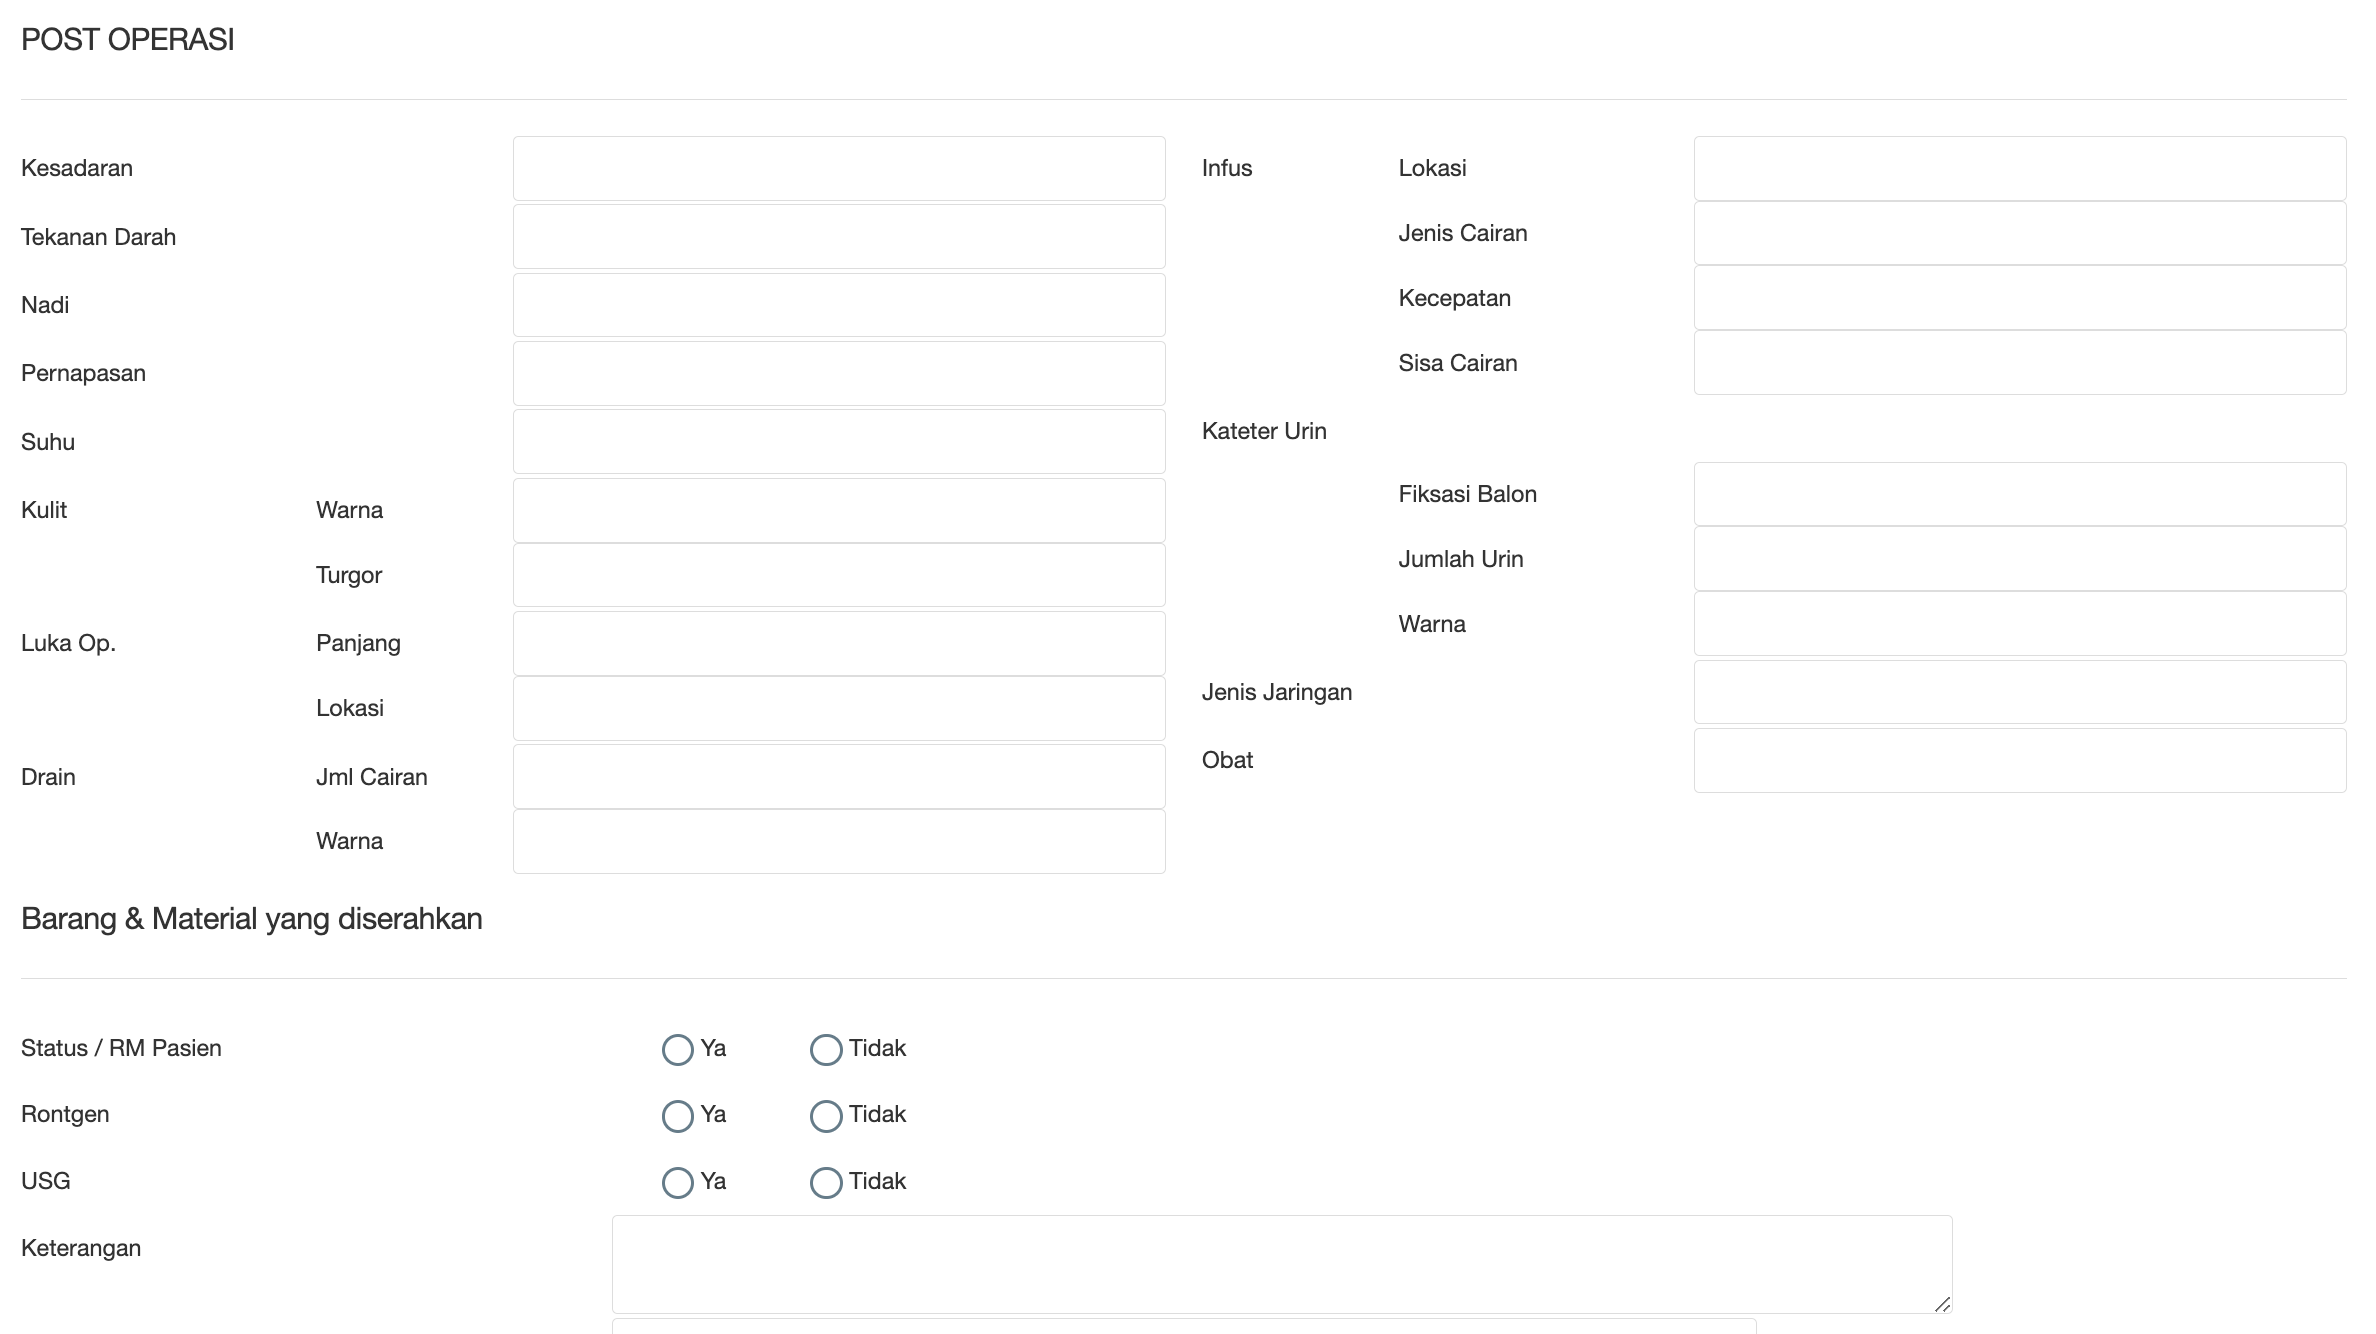 POST OPERASI
Kesadaran
Tekanan Darah
Nadi
Pernapasan
Suhu
Kulit Warna
Turgor
Luka Op. Panjang
Lokasi
Drain Jml Cairan
Warna
Infus Lokasi
Jenis Cairan
Kecepatan
Sisa Cairan
Kateter Urin
Fiksasi Balon
Jumlah Urin
Warna
Jenis Jaringan
Obat
Barang & Material yang diserahkan
Status / RM Pasien Ya Tidak
Rontgen Ya Tidak
USG Ya Tidak
Keterangan